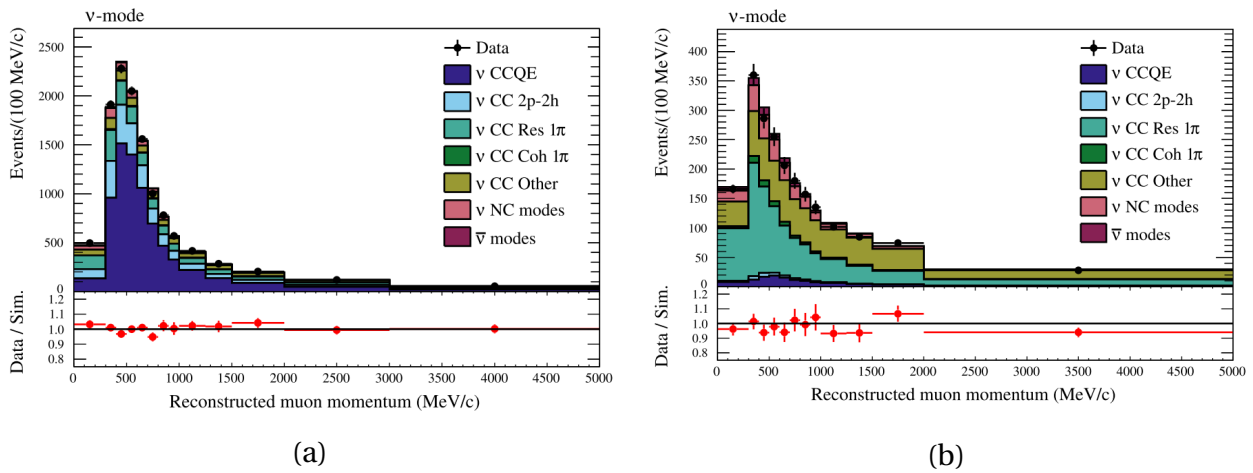 ν-mode
Events/(100 MeV/c)
2500
2000
1500
1000
500
0
Data
ν CCQE
ν CC 2p-2h
ν CC Res 1π
ν CC Coh 1π
ν CC Other
ν NC modes
ν̅ modes
Data / Sim.
1.2
1.1
1.0
0.9
0.8
0 500 1000 1500 2000 2500 3000 3500 4000 4500 5000
Reconstructed muon momentum (MeV/c)
(a)
ν-mode
Events/(100 MeV/c)
400
350
300
250
200
150
100
50
0
Data
ν CCQE
ν CC 2p-2h
ν CC Res 1π
ν CC Coh 1π
ν CC Other
ν NC modes
ν̅ modes
Data / Sim.
1.2
1.1
1.0
0.9
0.8
0 500 1000 1500 2000 2500 3000 3500 4000 4500 5000
Reconstructed muon momentum (MeV/c)
(b)